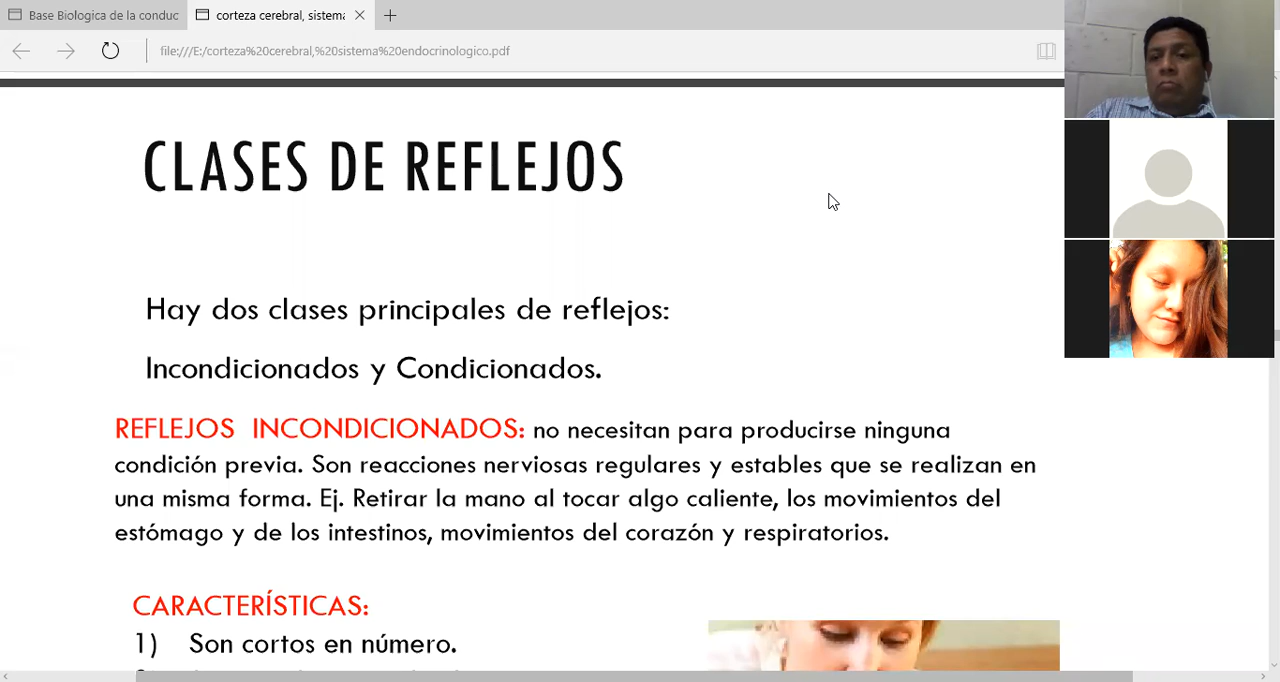 Base Biologica de la conduc
corteza cerebral, sistema
file:///E:/corteza%20cerebral,%20sistema%20endocrinologico.pdf
CLASES DE REFLEJOS
Hay dos clases principales de reflejos:
Incondicionados y Condicionados.
REFLEJOS INCONDICIONADOS: no necesitan para producirse ninguna
condición previa. Son reacciones nerviosas regulares y estables que se realizan en
una misma forma. Ej. Retirar la mano al tocar algo caliente, los movimientos del
estómago y de los intestinos, movimientos del corazón y respiratorios.
CARACTERÍSTICAS:
1) Son cortos en número.